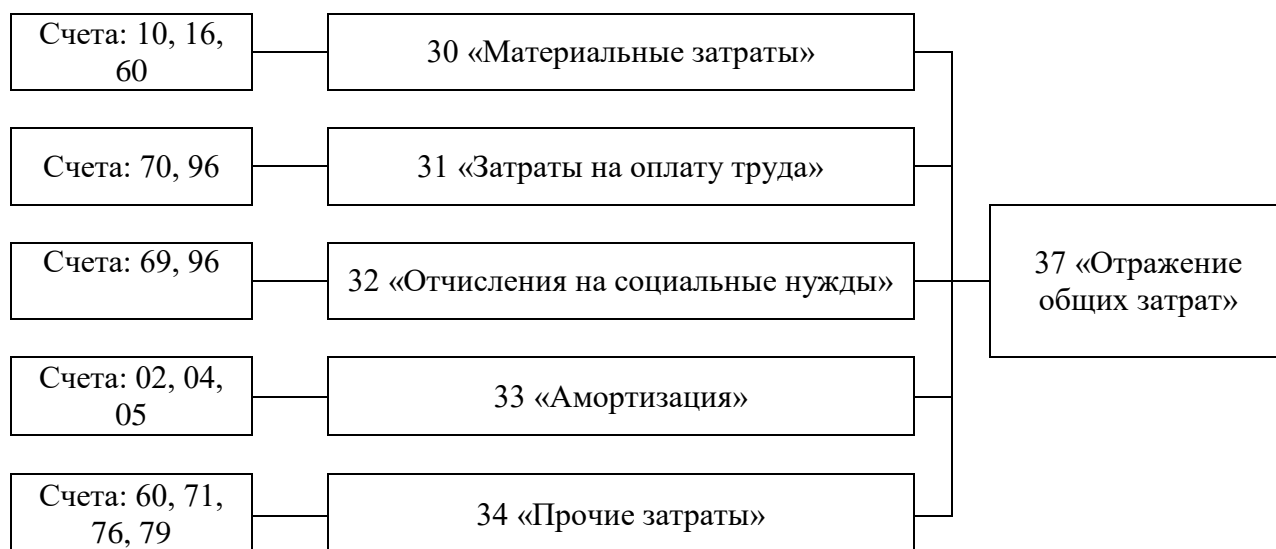 Счета: 10, 16,
60
30 «Материальные затраты»
Счета: 70, 96
31 «Затраты на оплату труда»
Счета: 69, 96
32 «Отчисления на социальные нужды»
37 «Отражение
общих затрат»
Счета: 02, 04,
05
33 «Амортизация»
Счета: 60, 71,
76, 79
34 «Прочие затраты»